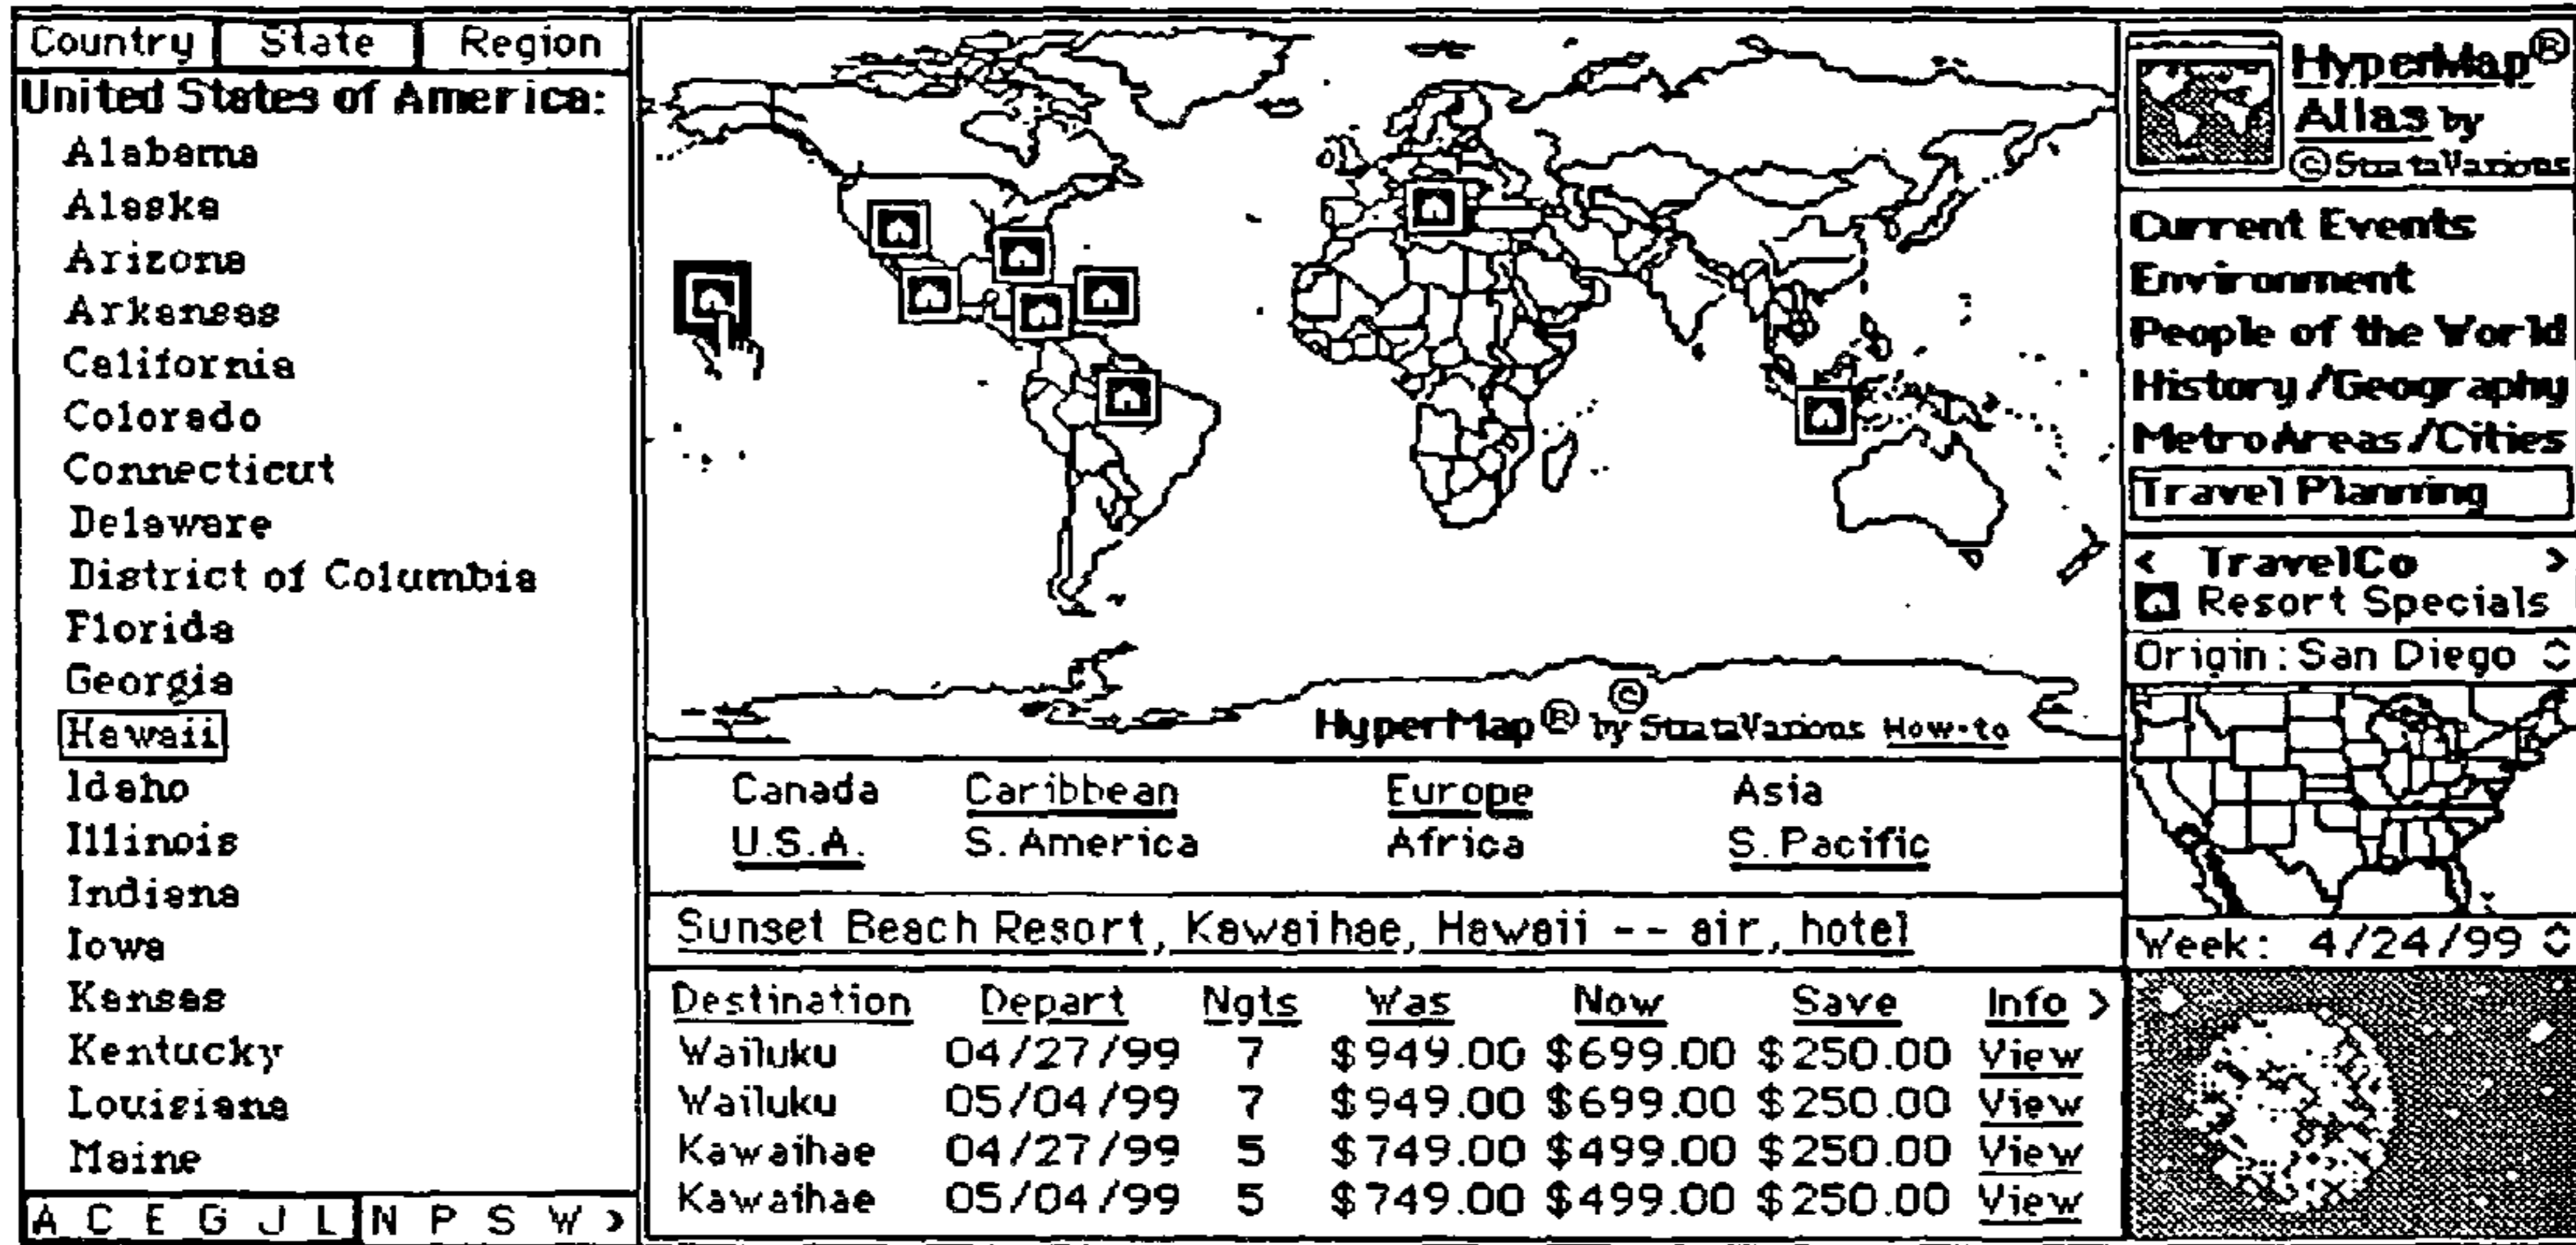 Country State Region
United States of America:
Alabama
Alaska
Arizona
Arkansas
California
Colorado
Connecticut
Delaware
District of Columbia
Florida
Georgia
Hawaii
Idaho
Illinois
Indiana
Iowa
Kansas
Kentucky
Louisiana
Maine
A C E G J L N P S W >
HyperMap® by ©StrataVarious How-to
Canada Caribbean Europe Asia
U.S.A. S. America Africa S. Pacific
Sunset Beach Resort, Kawaihae, Hawaii -- air, hotel
Destination Depart Ngts Was Now Save Info >
Wailuku 04/27/99 7 $949.00 $699.00 $250.00 View
Wailuku 05/04/99 7 $949.00 $699.00 $250.00 View
Kawaihae 04/27/99 5 $749.00 $499.00 $250.00 View
Kawaihae 05/04/99 5 $749.00 $499.00 $250.00 View
HyperMap®
Atlas by
©StrataVarious
Current Events
Environment
People of the World
History/Geography
Metro Areas/Cities
Travel Planning
< TravelCo >
Resort Specials
Origin: San Diego
Week: 4/24/99